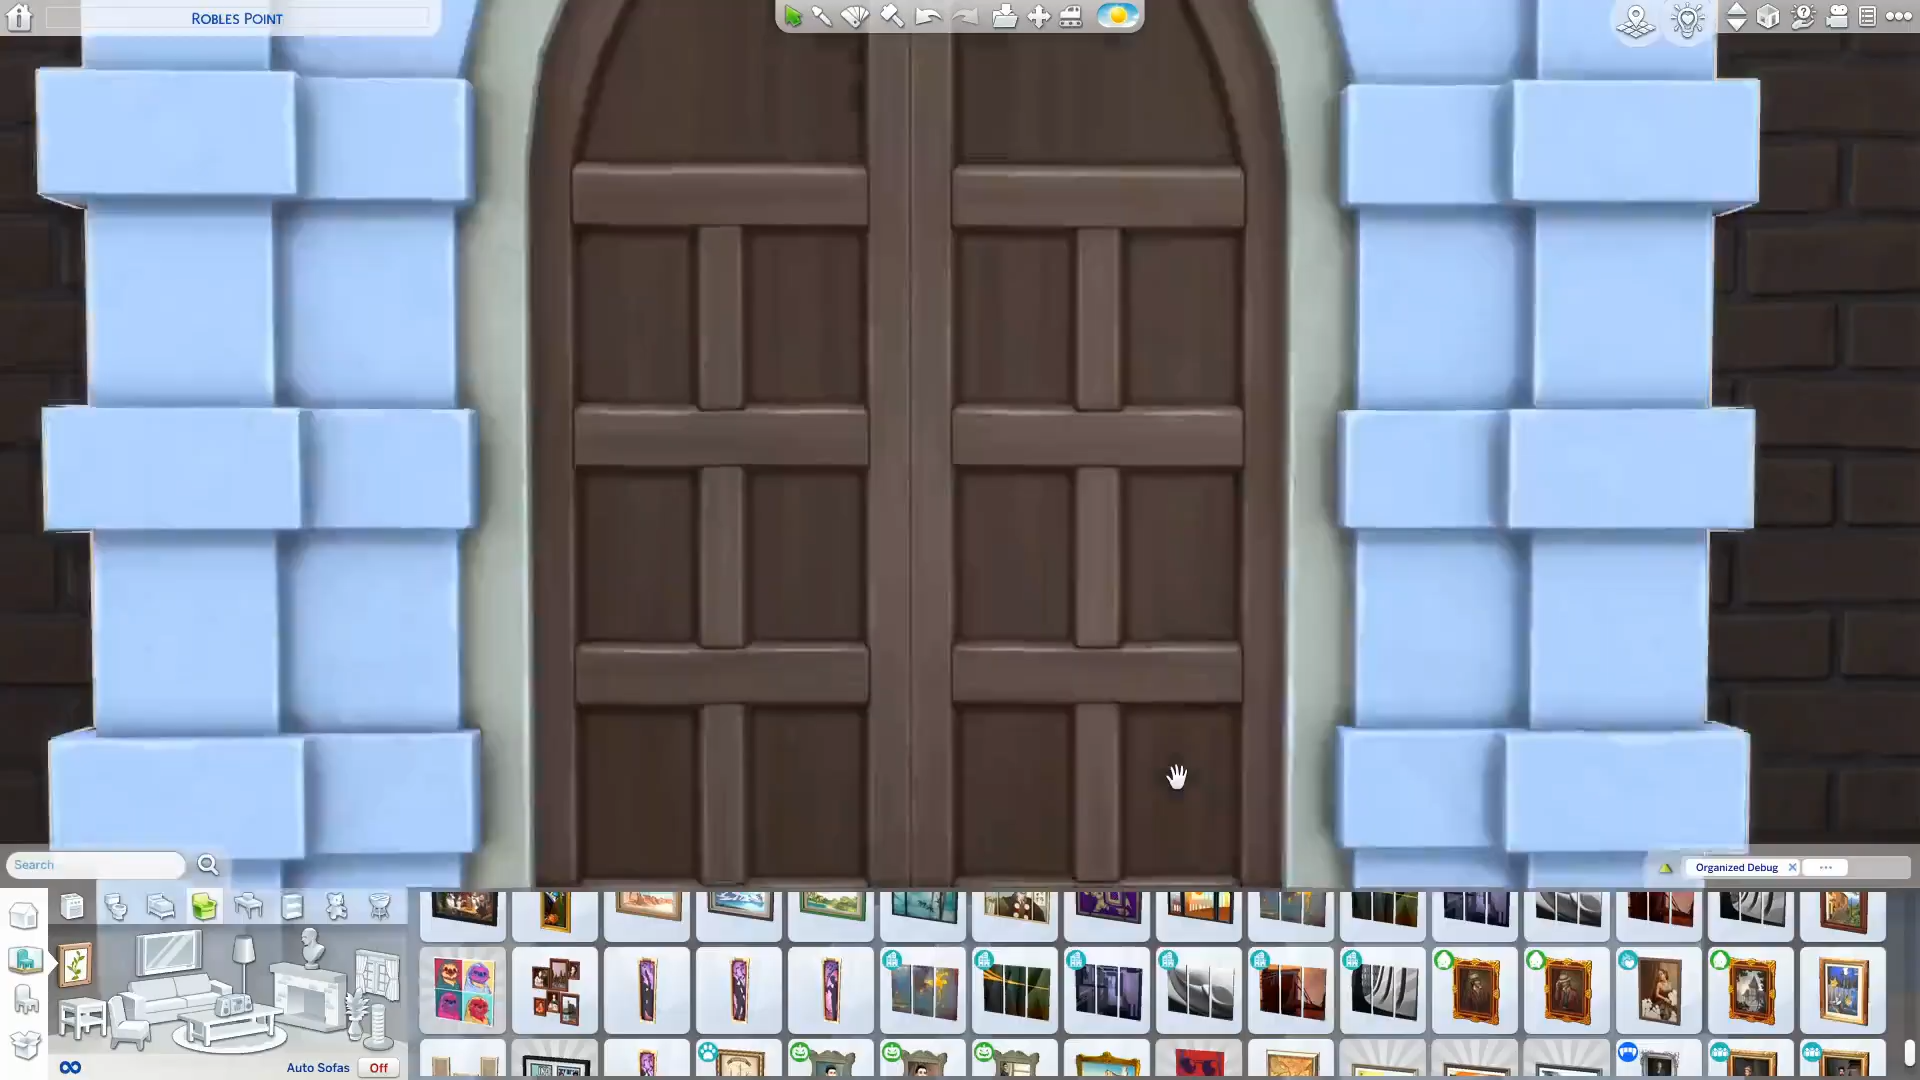 ROBLES POINT
Search
Organized Debug
Auto Sofas
Off